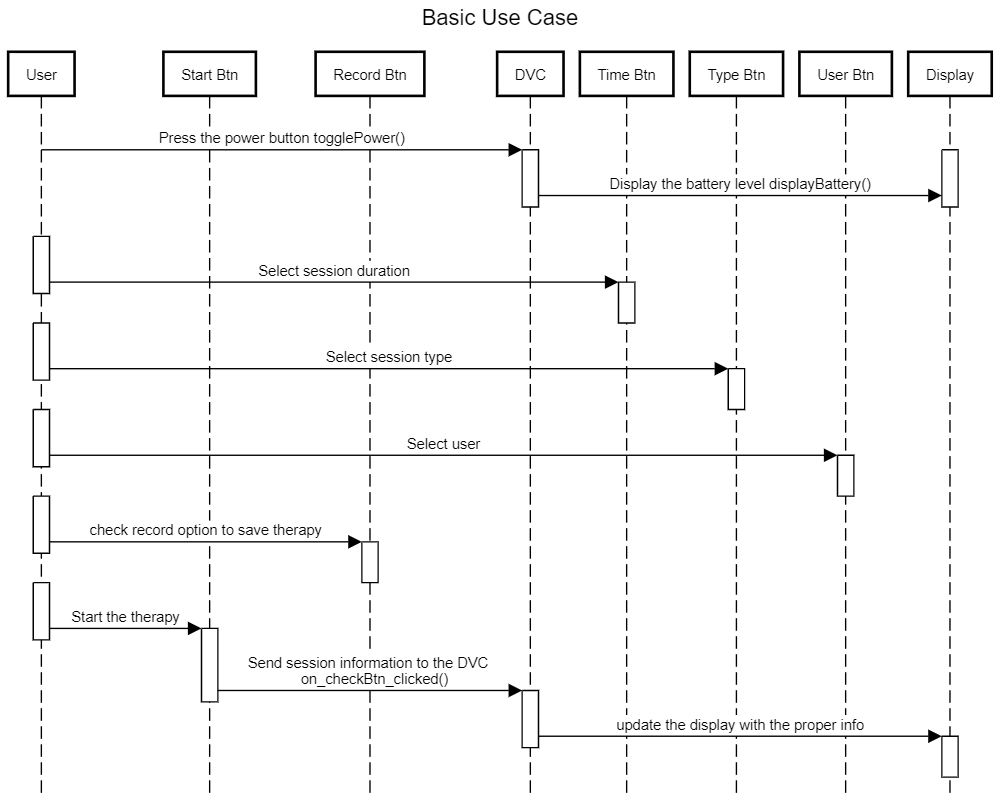 Basic Use Case
User
Start Btn
Record Btn
DVC
Time Btn
Type Btn
User Btn
Display
Press the power button togglePower()
Display the battery level displayBattery()
Select session duration
Select session type
Select user
check record option to save therapy
Start the therapy
Send session information to the DVC
on_checkBtn_clicked()
update the display with the proper info